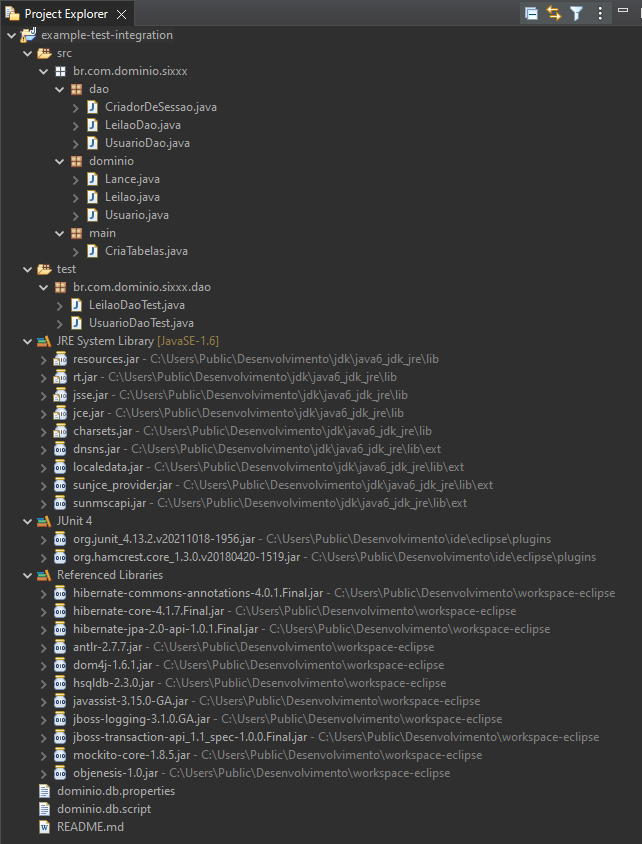 Project Explorer
example-test-integration
src
br.com.dominio.sixxx
dao
CriadorDeSessao.java
LeilaoDao.java
UsuarioDao.java
dominio
Lance.java
Leilao.java
Usuario.java
main
CriaTabelas.java
test
br.com.dominio.sixxx.dao
LeilaoDaoTest.java
UsuarioDaoTest.java
JRE System Library [JavaSE-1.6]
resources.jar - C:\Users\Public\Desenvolvimento\jdk\java6_jdk_jre\lib
rt.jar - C:\Users\Public\Desenvolvimento\jdk\java6_jdk_jre\lib
jsse.jar - C:\Users\Public\Desenvolvimento\jdk\java6_jdk_jre\lib
jce.jar - C:\Users\Public\Desenvolvimento\jdk\java6_jdk_jre\lib
charsets.jar - C:\Users\Public\Desenvolvimento\jdk\java6_jdk_jre\lib
dnsns.jar - C:\Users\Public\Desenvolvimento\jdk\java6_jdk_jre\lib\ext
localedata.jar - C:\Users\Public\Desenvolvimento\jdk\java6_jdk_jre\lib\ext
sunjce_provider.jar - C:\Users\Public\Desenvolvimento\jdk\java6_jdk_jre\lib\ext
sunmscapi.jar - C:\Users\Public\Desenvolvimento\jdk\java6_jdk_jre\lib\ext
JUnit 4
org.junit_4.13.2.v20211018-1956.jar - C:\Users\Public\Desenvolvimento\ide\eclipse\plugins
org.hamcrest.core_1.3.0.v20180420-1519.jar - C:\Users\Public\Desenvolvimento\ide\eclipse\plugins
Referenced Libraries
hibernate-commons-annotations-4.0.1.Final.jar - C:\Users\Public\Desenvolvimento\workspace-eclipse
hibernate-core-4.1.7.Final.jar - C:\Users\Public\Desenvolvimento\workspace-eclipse
hibernate-jpa-2.0-api-1.0.1.Final.jar - C:\Users\Public\Desenvolvimento\workspace-eclipse
antlr-2.7.7.jar - C:\Users\Public\Desenvolvimento\workspace-eclipse
dom4j-1.6.1.jar - C:\Users\Public\Desenvolvimento\workspace-eclipse
hsqldb-2.3.0.jar - C:\Users\Public\Desenvolvimento\workspace-eclipse
javassist-3.15.0-GA.jar - C:\Users\Public\Desenvolvimento\workspace-eclipse
jboss-logging-3.1.0.GA.jar - C:\Users\Public\Desenvolvimento\workspace-eclipse
jboss-transaction-api_1.1_spec-1.0.0.Final.jar - C:\Users\Public\Desenvolvimento\workspace-eclipse
mockito-core-1.8.5.jar - C:\Users\Public\Desenvolvimento\workspace-eclipse
objenesis-1.0.jar - C:\Users\Public\Desenvolvimento\workspace-eclipse
dominio.db.properties
dominio.db.script
README.md